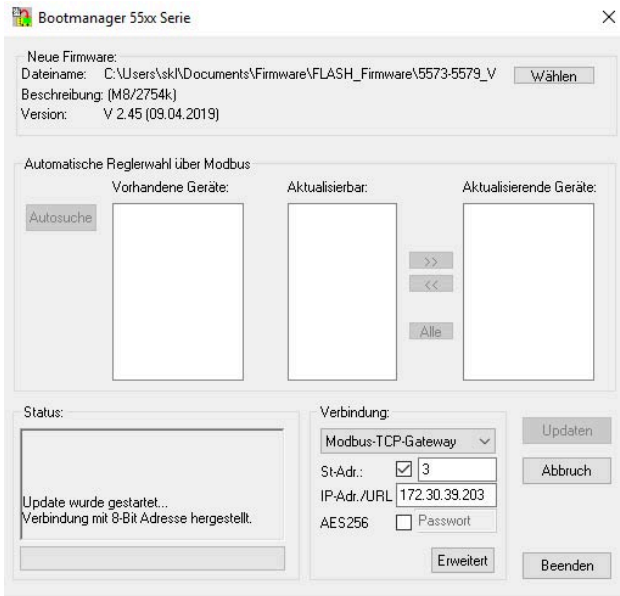 Bootmanager 55xx Serie
Neue Firmware:
Dateiname: C:\Users\skl\Documents\Firmware\FLASH_Firmware\5573-5579_V
Wählen
Beschreibung: (M8/2754k)
Version: V 2.45 (09.04.2019)
Automatische Reglerwahl über Modbus
Vorhandene Geräte:
Aktualisierbar:
Aktualisierende Geräte:
Autosuche
>>
<<
Alle
Status:
Update wurde gestartet...
Verbindung mit 8-Bit Adresse hergestellt.
Verbindung:
Modbus-TCP-Gateway
St-Adr.: 3
IP-Adr./URL 172.30.39.203
AES256 Passwort
Erweitert
Updaten
Abbruch
Beenden